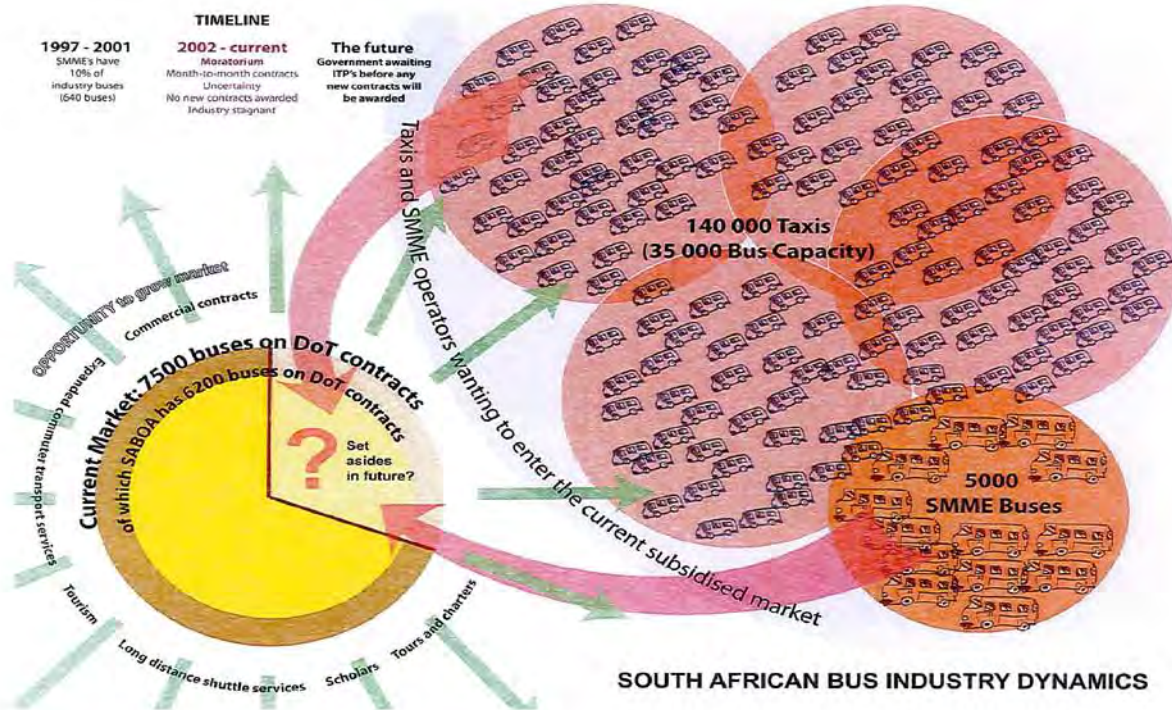 TIMELINE
1997 - 2001
SMME's have
10% of
industry buses
(640 buses)
2002 - current
Moratorium
Month-to-month contracts
Uncertainty
No new contracts awarded
Industry stagnant
The future
Government awaiting
ITP's before any
new contracts will
be awarded
Taxis and SMME operators wanting to enter the current subsidised market
140 000 Taxis
(35 000 Bus Capacity)
5000
SMME Buses
OPPORTUNITY to grow market
Commercial contracts
Expanded commuter transport services
Tourism
Long distance shuttle services
Scholars
Tours and charters
Current Market: 7500 buses on DoT contracts
of which SABOA has 6200 buses on DoT contracts
?
Set
asides
in future?
SOUTH AFRICAN BUS INDUSTRY DYNAMICS